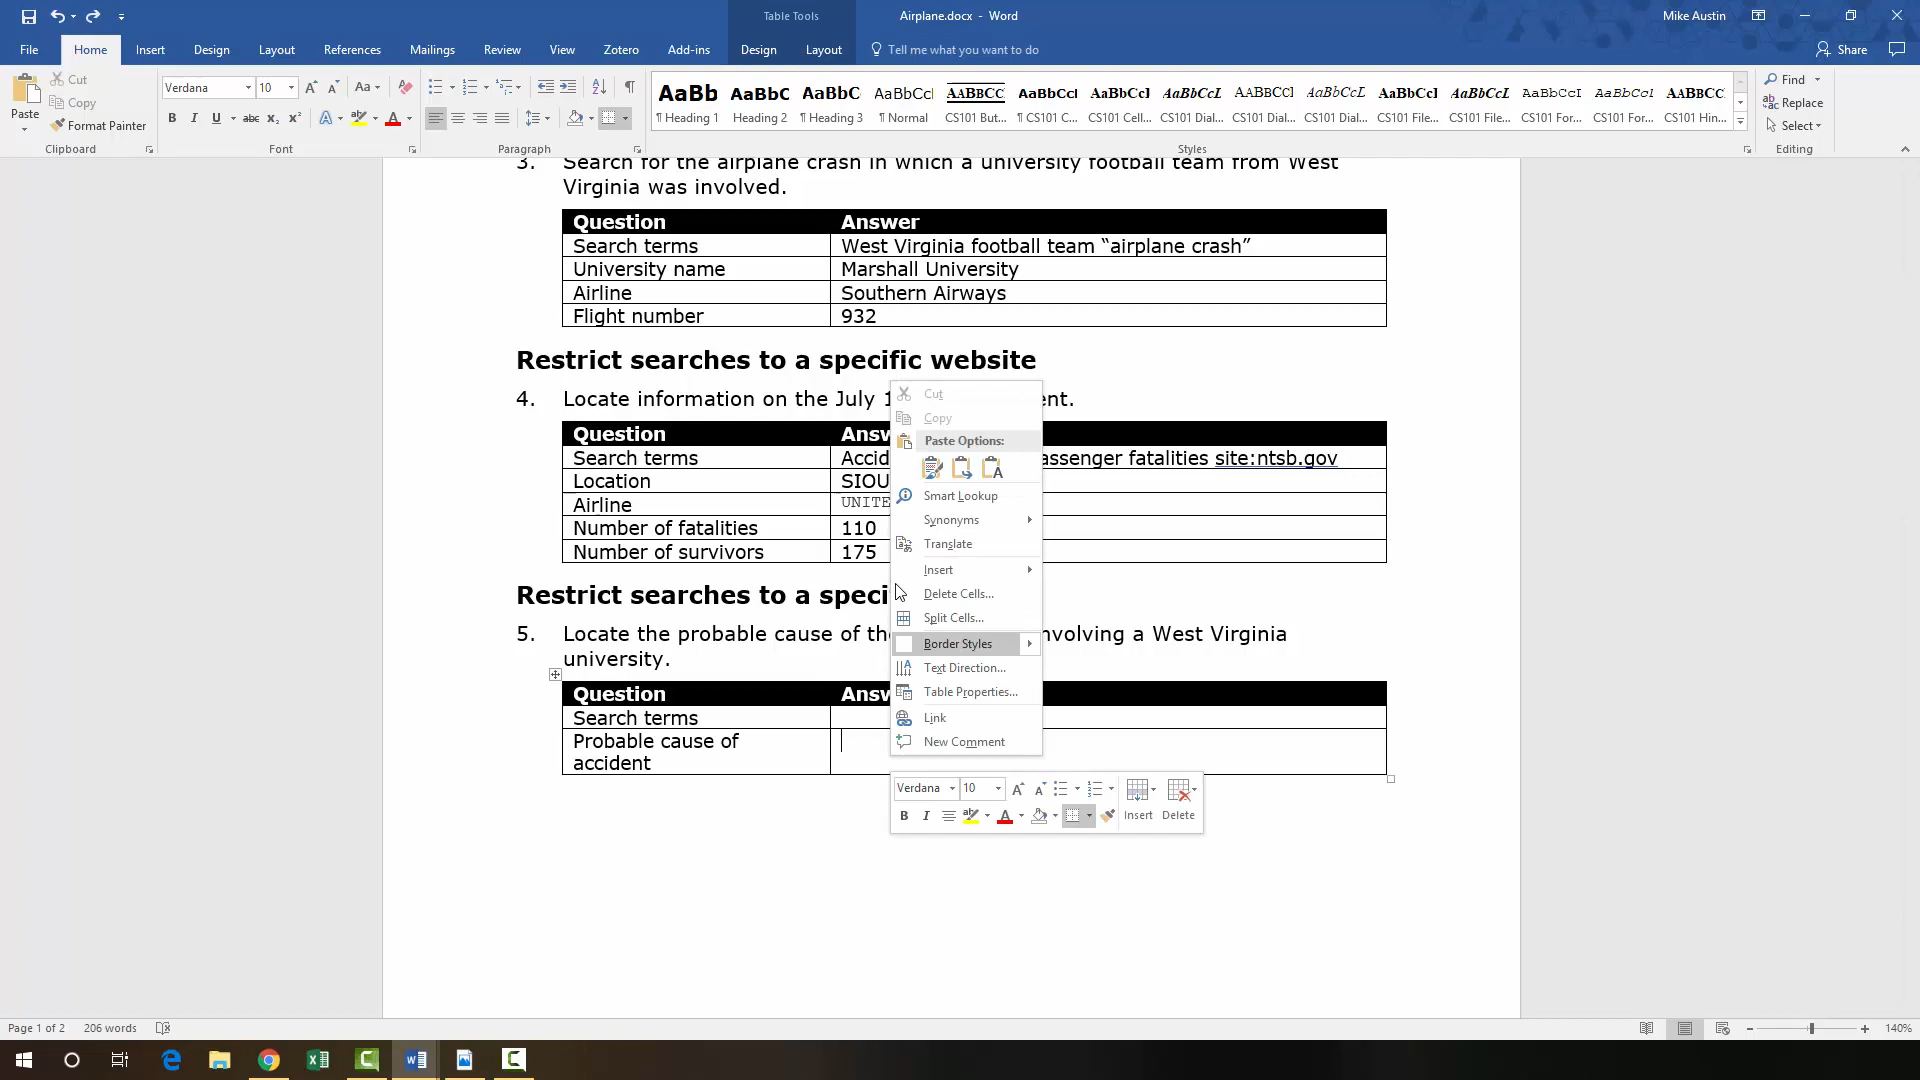 Table Tools
Airplane.docx - Word
Mike Austin
File Home Insert Design Layout References Mailings Review View Zotero Add-ins Design Layout Tell me what you want to do
Share
Paste
Cut
Copy
Format Painter
Clipboard
Verdana 10
Font
Paragraph
AaBb AaBbC AaBbC AaBbCcI AABBCC AaBbCcI AaBbCcI AaBbCcL AABBCCI AaBbCcL AaBbCcI AaBbCcL AaBbCcI AaBbCcI AABBCC
¶ Heading 1 Heading 2 ¶ Heading 3 ¶ Normal CS101 But... ¶ CS101 C... CS101 Cell... CS101 Dial... CS101 Dial... CS101 Dial... CS101 File... CS101 File... CS101 For... CS101 For... CS101 Hin...
Styles
Find
Replace
Select
Editing
3. Search for the airplane crash in which a university football team from West
Virginia was involved.
Question Answer
Search terms West Virginia football team “airplane crash”
University name Marshall University
Airline Southern Airways
Flight number 932
Restrict searches to a specific website
4. Locate information on the July 1 ent.
Question Answ
Search terms Accid assenger fatalities site:ntsb.gov
Location SIOU
Airline UNITE
Number of fatalities 110
Number of survivors 175
Restrict searches to a speci
5. Locate the probable cause of the nvolving a West Virginia
university.
Question Answ
Search terms
Probable cause of
accident
Cut
Copy
Paste Options:
Smart Lookup
Synonyms
Translate
Insert
Delete Cells...
Split Cells...
Border Styles
Text Direction...
Table Properties...
Link
New Comment
Verdana 10
B I Insert Delete
Page 1 of 2 206 words
140%